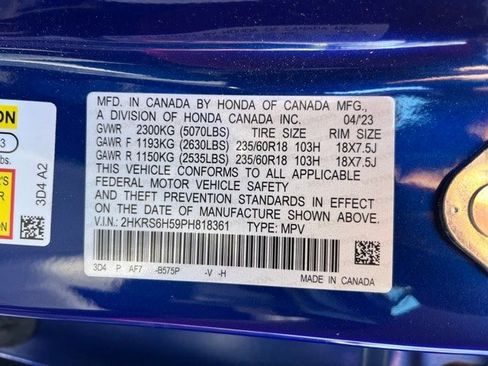 MFD. IN CANADA BY HONDA OF CANADA MFG.,
A DIVISION OF HONDA CANADA INC. 04/'23
GVWR 2300KG (5070LBS) TIRE SIZE RIM SIZE
GAWR F 1193KG (2630LBS) 235/60R18 103H 18X7.5J
GAWR R 1150KG (2535LBS) 235/60R18 103H 18X7.5J
THIS VEHICLE CONFORMS TO ALL APPLICABLE
FEDERAL MOTOR VEHICLE SAFETY
AND THEFT PREVENTION STANDARDS IN EFFECT
ON THE DATE OF MANUFACTURE SHOWN ABOVE.
V.I.N.: 2HKRS6H59PH818361 TYPE: MPV
3D4 P AF7 -B575P -V -H
MADE IN CANADA
TION
3
bs.
'S
R
3D4 A2